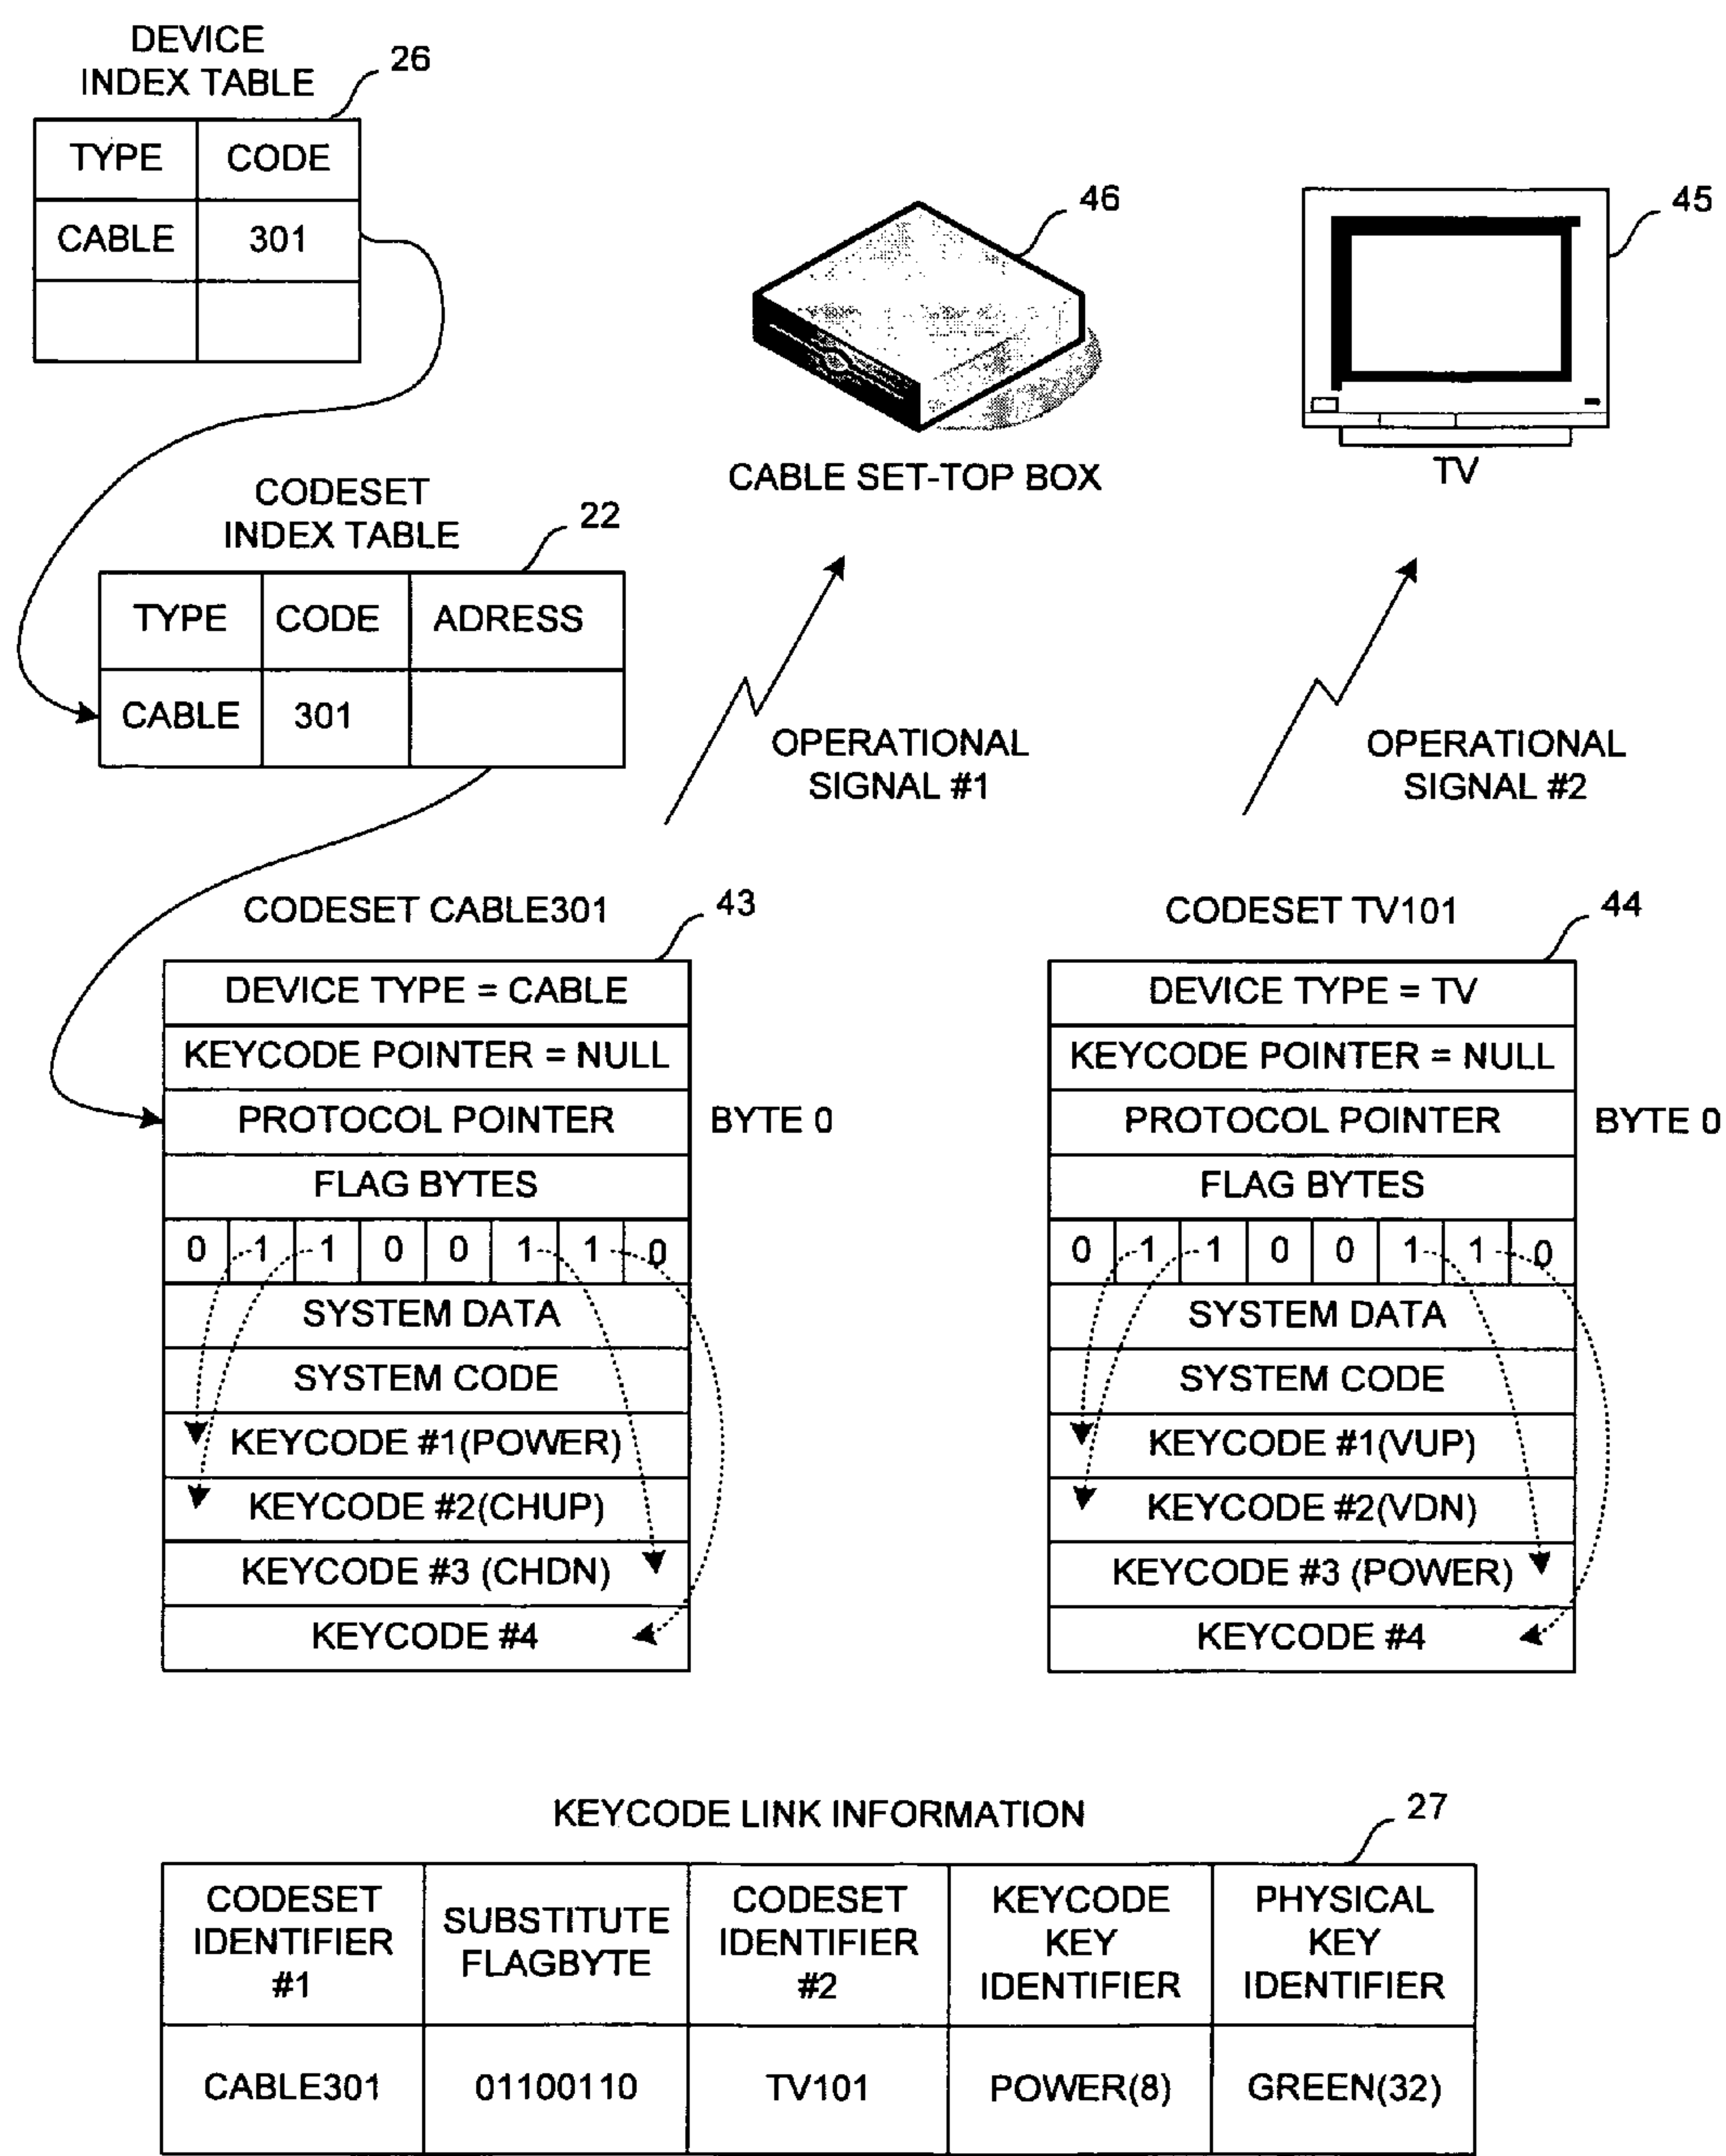 DEVICE
INDEX TABLE
26
TYPE CODE
CABLE 301
46
45
CABLE SET-TOP BOX
TV
CODESET
INDEX TABLE
22
TYPE CODE ADRESS
CABLE 301
OPERATIONAL
SIGNAL #1
OPERATIONAL
SIGNAL #2
CODESET CABLE301
43
DEVICE TYPE = CABLE
KEYCODE POINTER = NULL
PROTOCOL POINTER BYTE 0
FLAG BYTES
0 1 1 0 0 1 1 0
SYSTEM DATA
SYSTEM CODE
KEYCODE #1(POWER)
KEYCODE #2(CHUP)
KEYCODE #3 (CHDN)
KEYCODE #4
CODESET TV101
44
DEVICE TYPE = TV
KEYCODE POINTER = NULL
PROTOCOL POINTER BYTE 0
FLAG BYTES
0 1 1 0 0 1 1 0
SYSTEM DATA
SYSTEM CODE
KEYCODE #1(VUP)
KEYCODE #2(VDN)
KEYCODE #3 (POWER)
KEYCODE #4
KEYCODE LINK INFORMATION
27
CODESET
IDENTIFIER
#1
SUBSTITUTE
FLAGBYTE
CODESET
IDENTIFIER
#2
KEYCODE
KEY
IDENTIFIER
PHYSICAL
KEY
IDENTIFIER
CABLE301 01100110 TV101 POWER(8) GREEN(32)